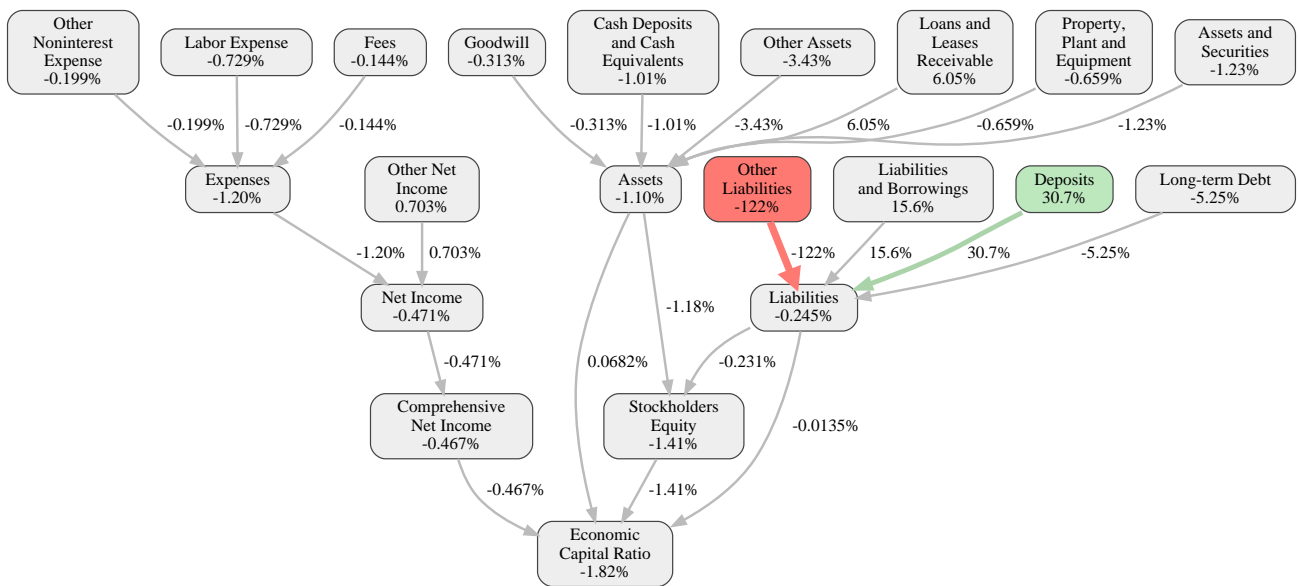 Other
Noninterest
Expense
-0.199%
Labor Expense
-0.729%
Fees
-0.144%
Goodwill
-0.313%
Cash Deposits
and Cash
Equivalents
-1.01%
Other Assets
-3.43%
Loans and
Leases
Receivable
6.05%
Property,
Plant and
Equipment
-0.659%
Assets and
Securities
-1.23%
-0.199%
-0.729%
-0.144%
-0.313%
-1.01%
-3.43%
6.05%
-0.659%
-1.23%
Expenses
-1.20%
Other Net
Income
0.703%
Assets
-1.10%
Other
Liabilities
-122%
Liabilities
and Borrowings
15.6%
Deposits
30.7%
Long-term Debt
-5.25%
-1.20%
0.703%
-122%
15.6%
30.7%
-5.25%
Net Income
-0.471%
-1.18%
Liabilities
-0.245%
-0.471%
0.0682%
-0.231%
Comprehensive
Net Income
-0.467%
Stockholders
Equity
-1.41%
-0.0135%
-0.467%
-1.41%
Economic
Capital Ratio
-1.82%